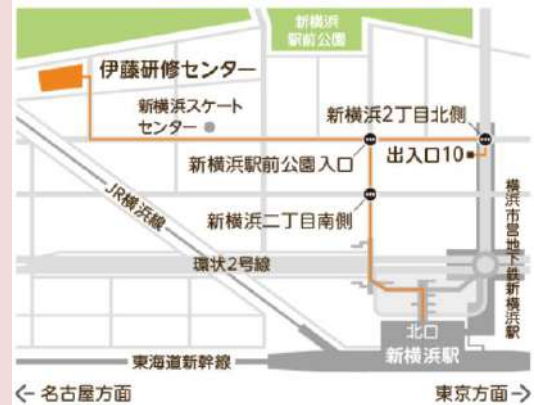 新横浜
駅前公園
伊藤研修センター
新横浜スケート
センター
新横浜2丁目北側
新横浜駅前公園入口
出入口10
JR横浜線
新横浜二丁目南側
横浜市営地下鉄新横浜駅
環状2号線
北口
新横浜駅
東海道新幹線
← 名古屋方面
東京方面→